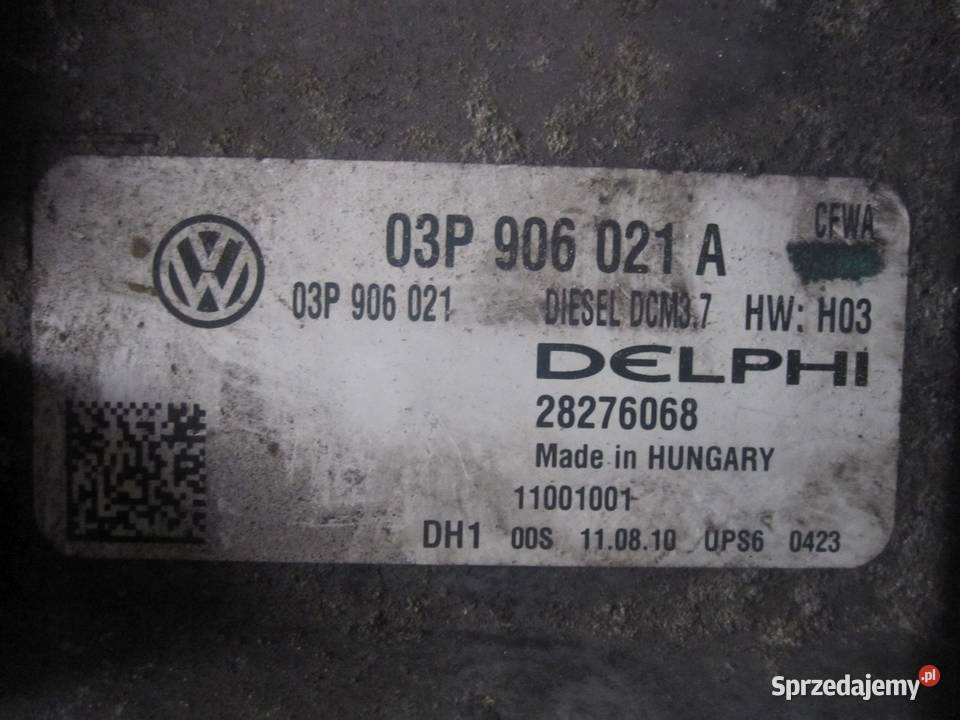 03P 906 021 A CFWA
03P 906 021 DIESEL DCM3.7 HW: H03
DELPHI
28276068
Made in HUNGARY
11001001
DH1 00S 11.08.10 UPS6 0423
Sprzedajemy.pl